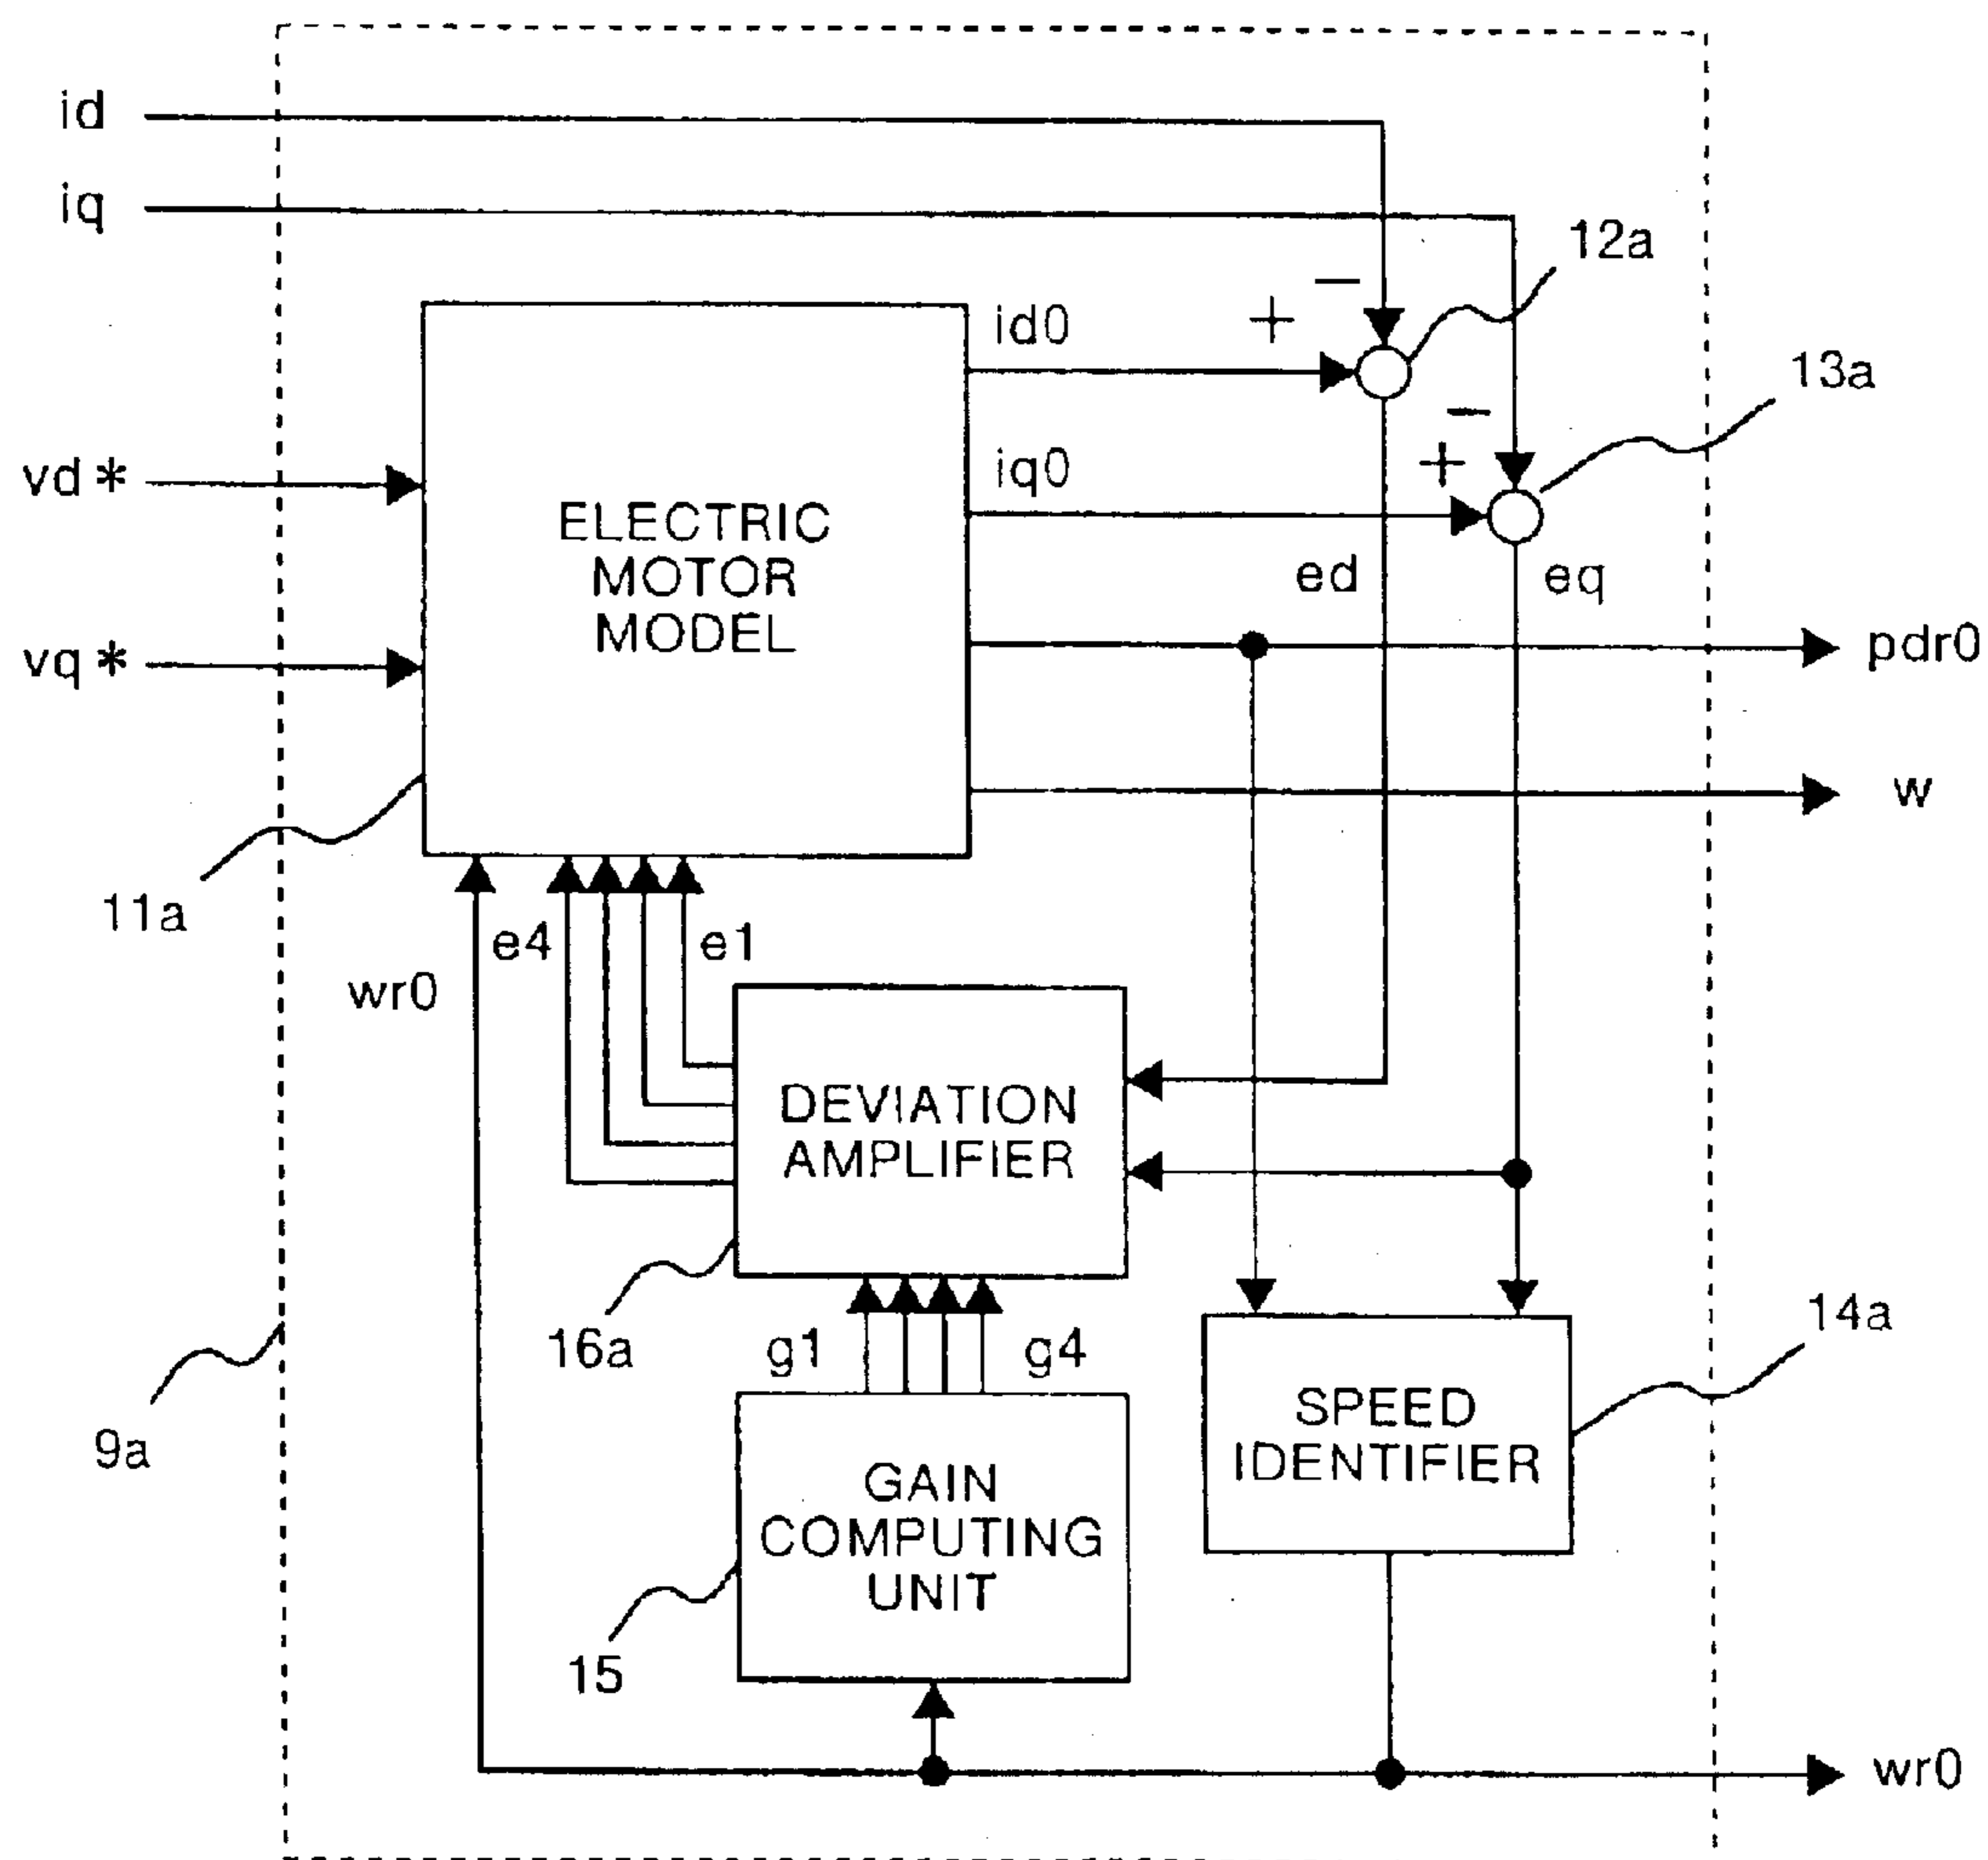 id
iq
12a
−
+
id0
13a
−
+
iq0
vd*
ELECTRIC
MOTOR
MODEL
ed
eq
vq*
pdr0
w
11a
e4
e1
wr0
DEVIATION
AMPLIFIER
16a
g1
g4
14a
9a
SPEED
IDENTIFIER
GAIN
COMPUTING
UNIT
15
wr0